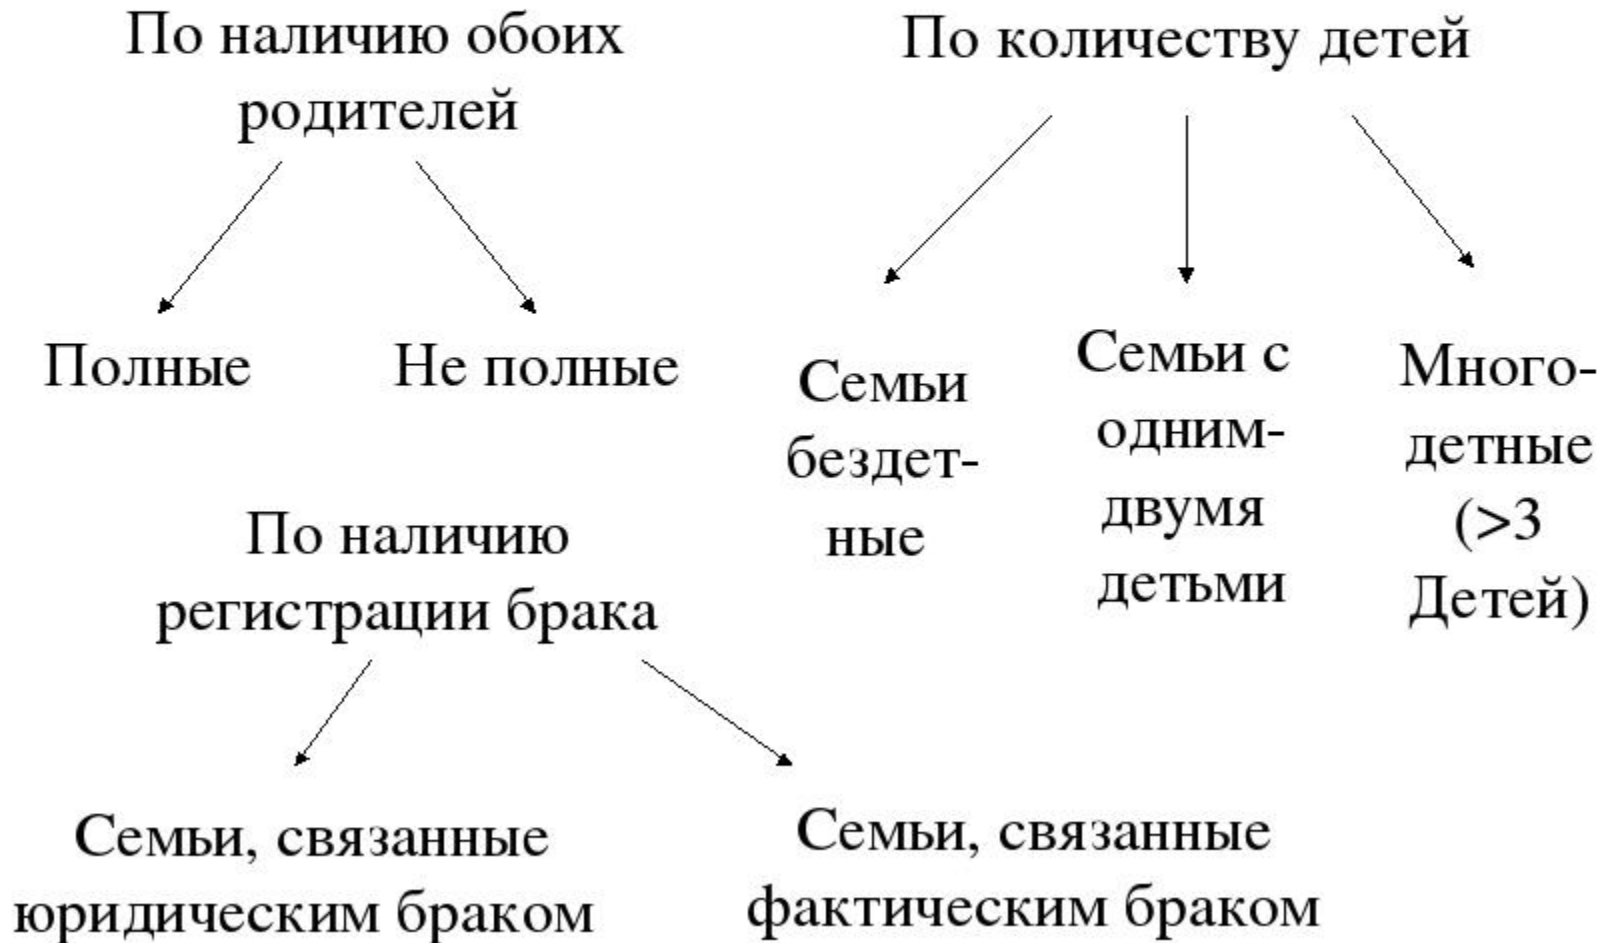 По наличию обоих
родителей
Полные
Не полные
По количеству детей
Семьи
бездет-
ные
Семьи с
одним-
двумя
детьми
Много-
детные
(>3
Детей)
По наличию
регистрации брака
Семьи, связанные
юридическим браком
Семьи, связанные
фактическим браком